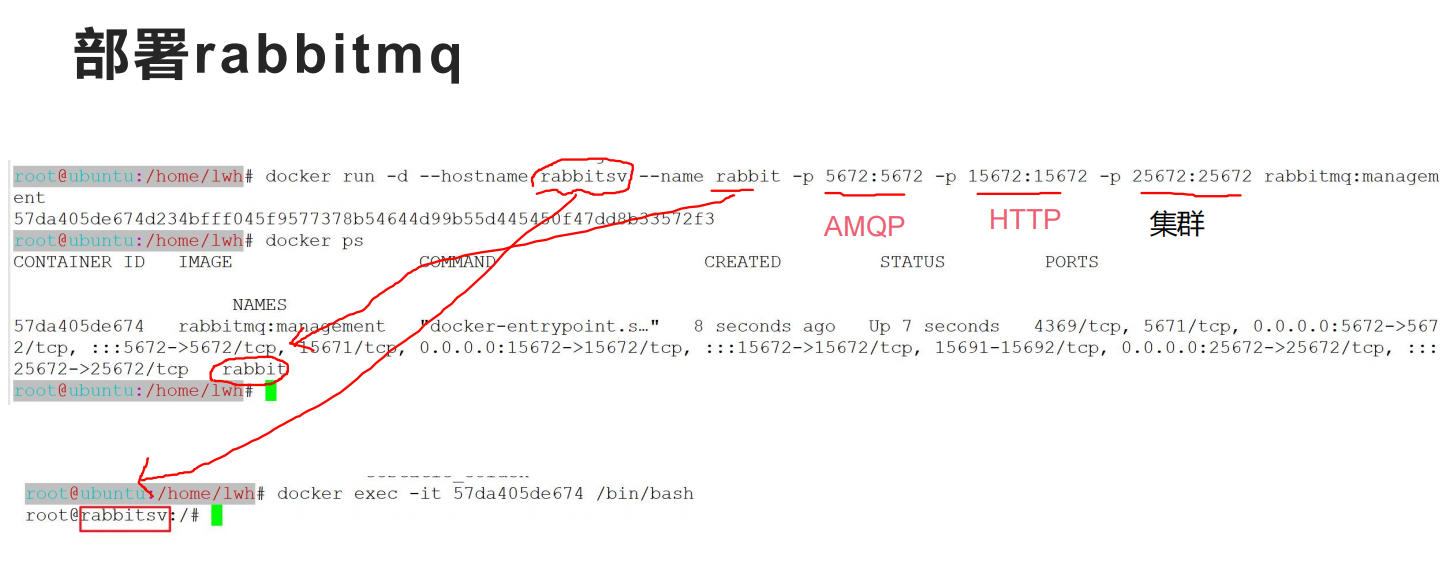 部署rabbitmq
root@ubuntu:/home/lwh# docker run -d --hostname rabbitsv --name rabbit -p 5672:5672 -p 15672:15672 -p 25672:25672 rabbitmq:managem
ent
57da405de674d234bfff045f9577378b54644d99b55d445450f47dd8b33572f3
AMQP HTTP 集群
root@ubuntu:/home/lwh# docker ps
CONTAINER ID IMAGE COMMAND CREATED STATUS PORTS
NAMES
57da405de674 rabbitmq:management "docker-entrypoint.s…" 8 seconds ago Up 7 seconds 4369/tcp, 5671/tcp, 0.0.0.0:5672->567
2/tcp, :::5672->5672/tcp, 15671/tcp, 0.0.0.0:15672->15672/tcp, :::15672->15672/tcp, 15691-15692/tcp, 0.0.0.0:25672->25672/tcp, :::
25672->25672/tcp rabbit
root@ubuntu:/home/lwh#
root@ubuntu:/home/lwh# docker exec -it 57da405de674 /bin/bash
root@rabbitsv:/#